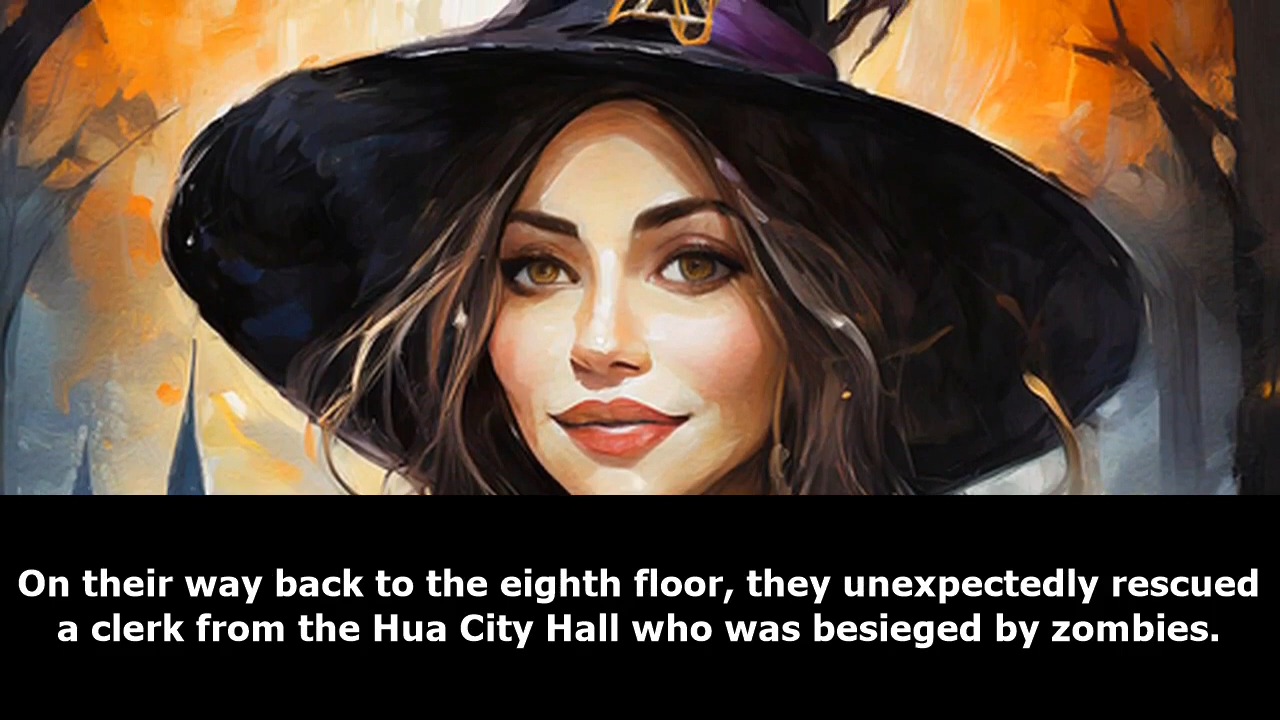 On their way back to the eighth floor, they unexpectedly rescued
a clerk from the Hua City Hall who was besieged by zombies.